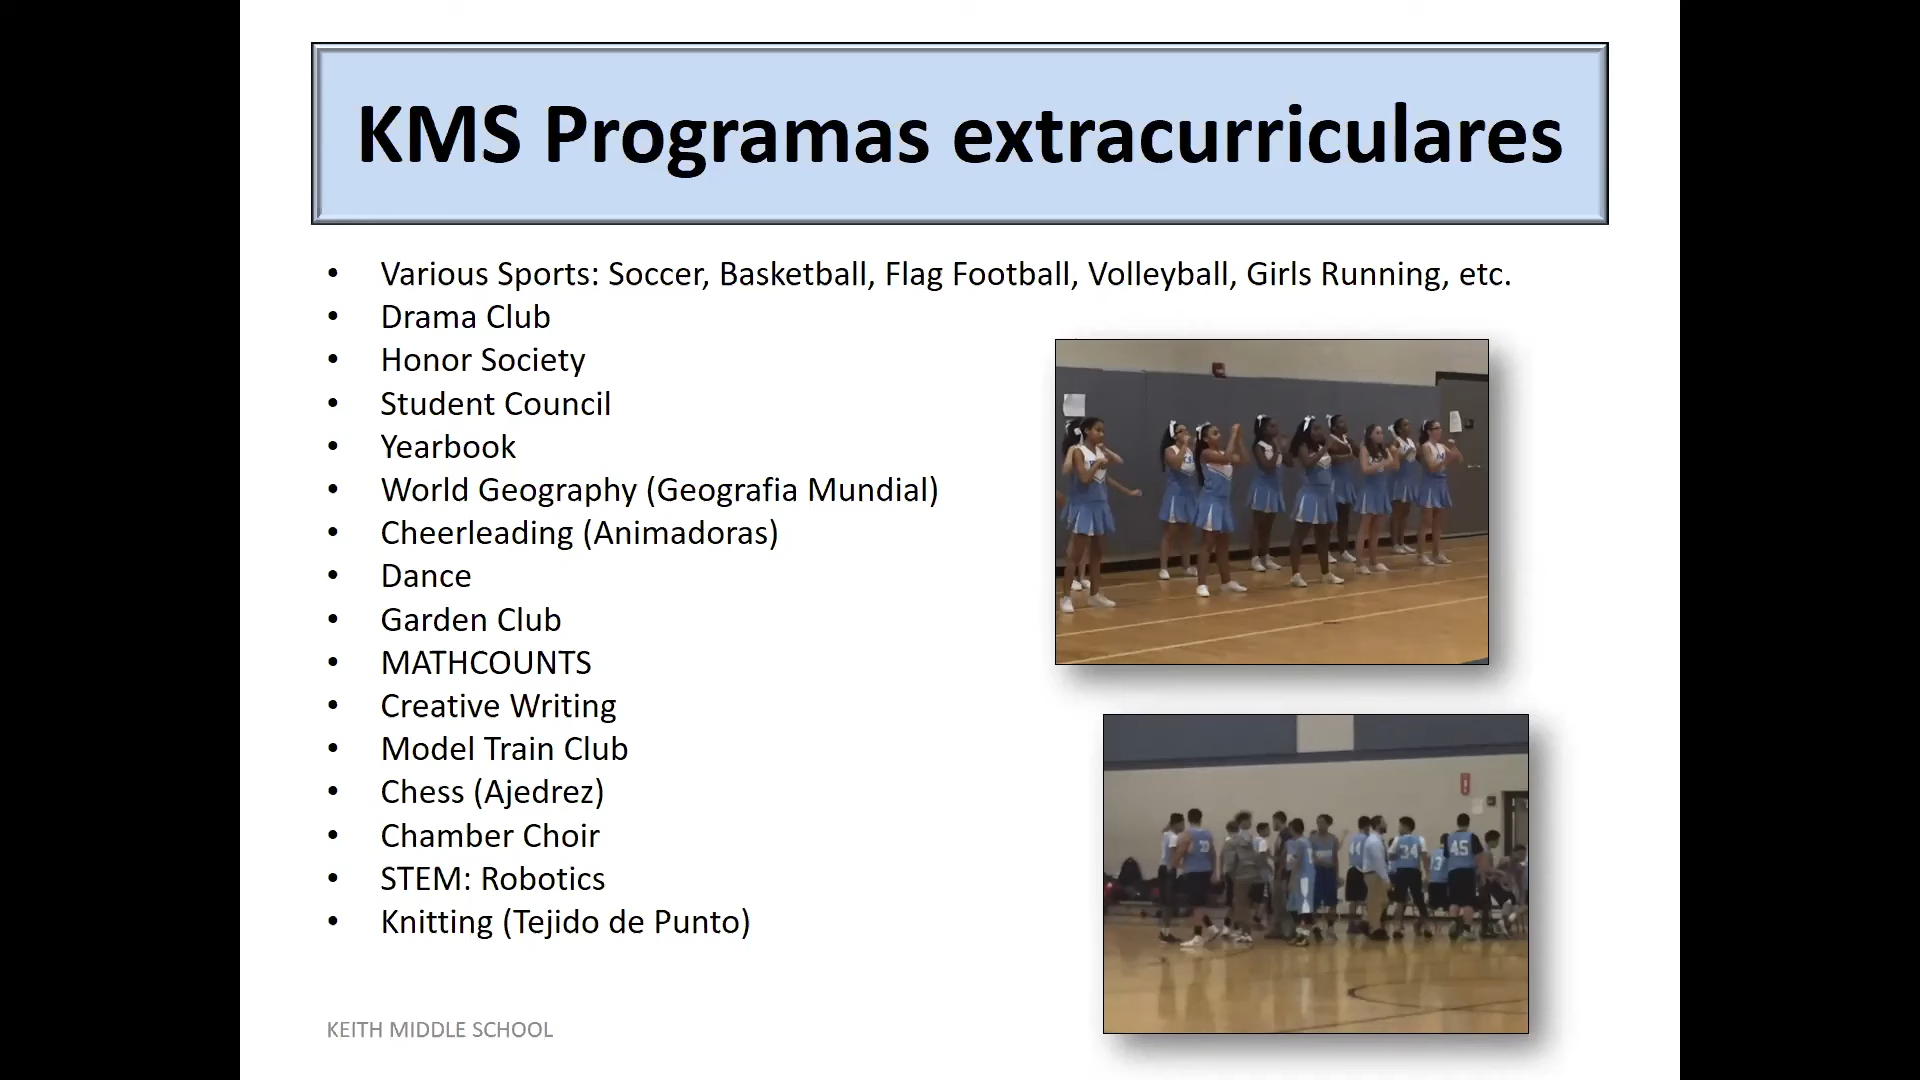 KMS Programas extracurriculares
• Various Sports: Soccer, Basketball, Flag Football, Volleyball, Girls Running, etc.
• Drama Club
• Honor Society
• Student Council
• Yearbook
• World Geography (Geografia Mundial)
• Cheerleading (Animadoras)
• Dance
• Garden Club
• MATHCOUNTS
• Creative Writing
• Model Train Club
• Chess (Ajedrez)
• Chamber Choir
• STEM: Robotics
• Knitting (Tejido de Punto)
34
45
KEITH MIDDLE SCHOOL